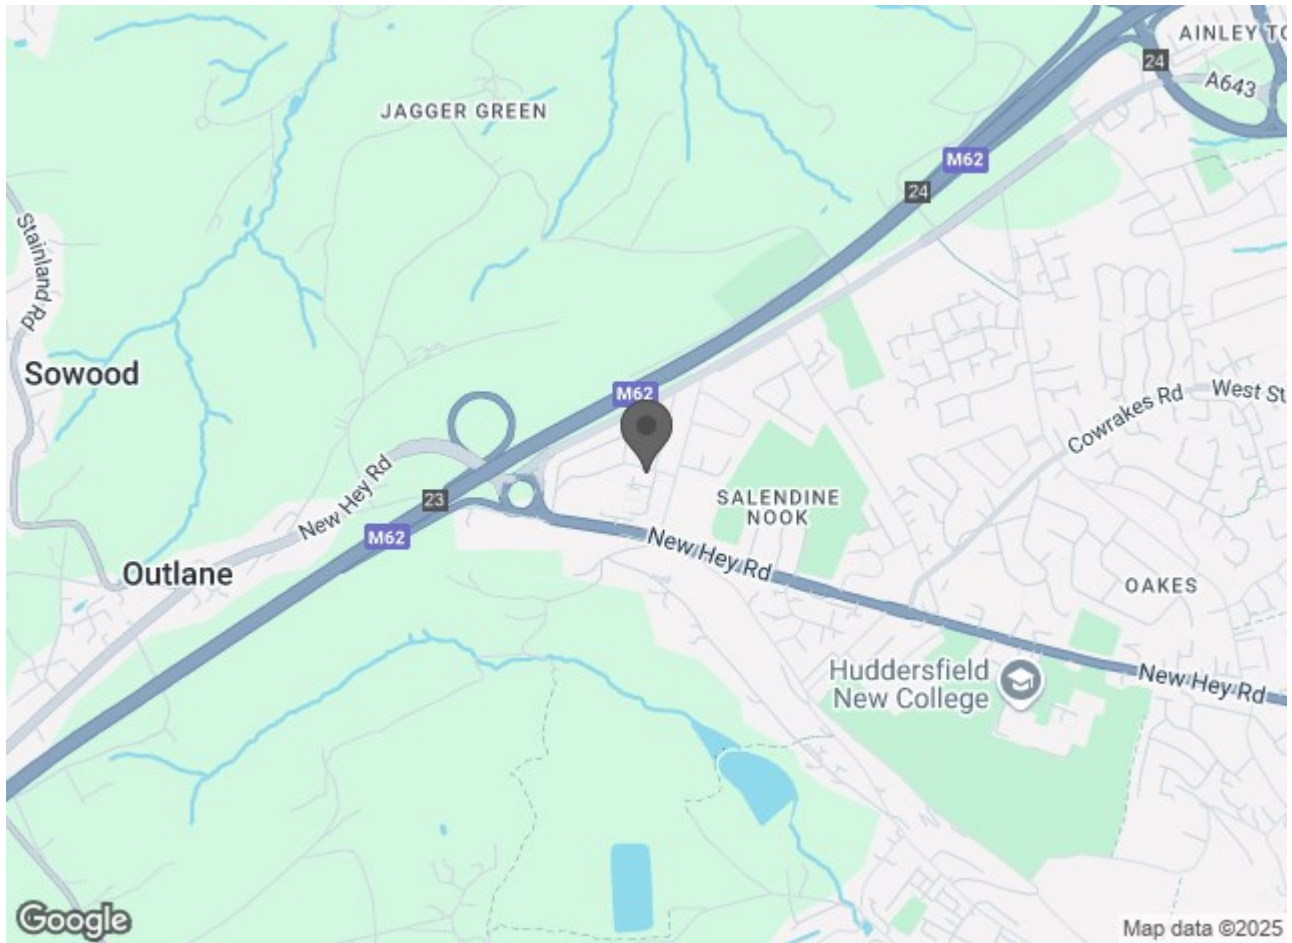 AINLEY TO
24
A643
JAGGER GREEN
M62
24
Stainland Rd
Sowood
M62
West St
Cowrakes Rd
New Hey Rd
23
SALENDINE
NOOK
M62
New Hey Rd
Outlane
OAKES
Huddersfield
New College
New Hey Rd
Google
Map data ©2025